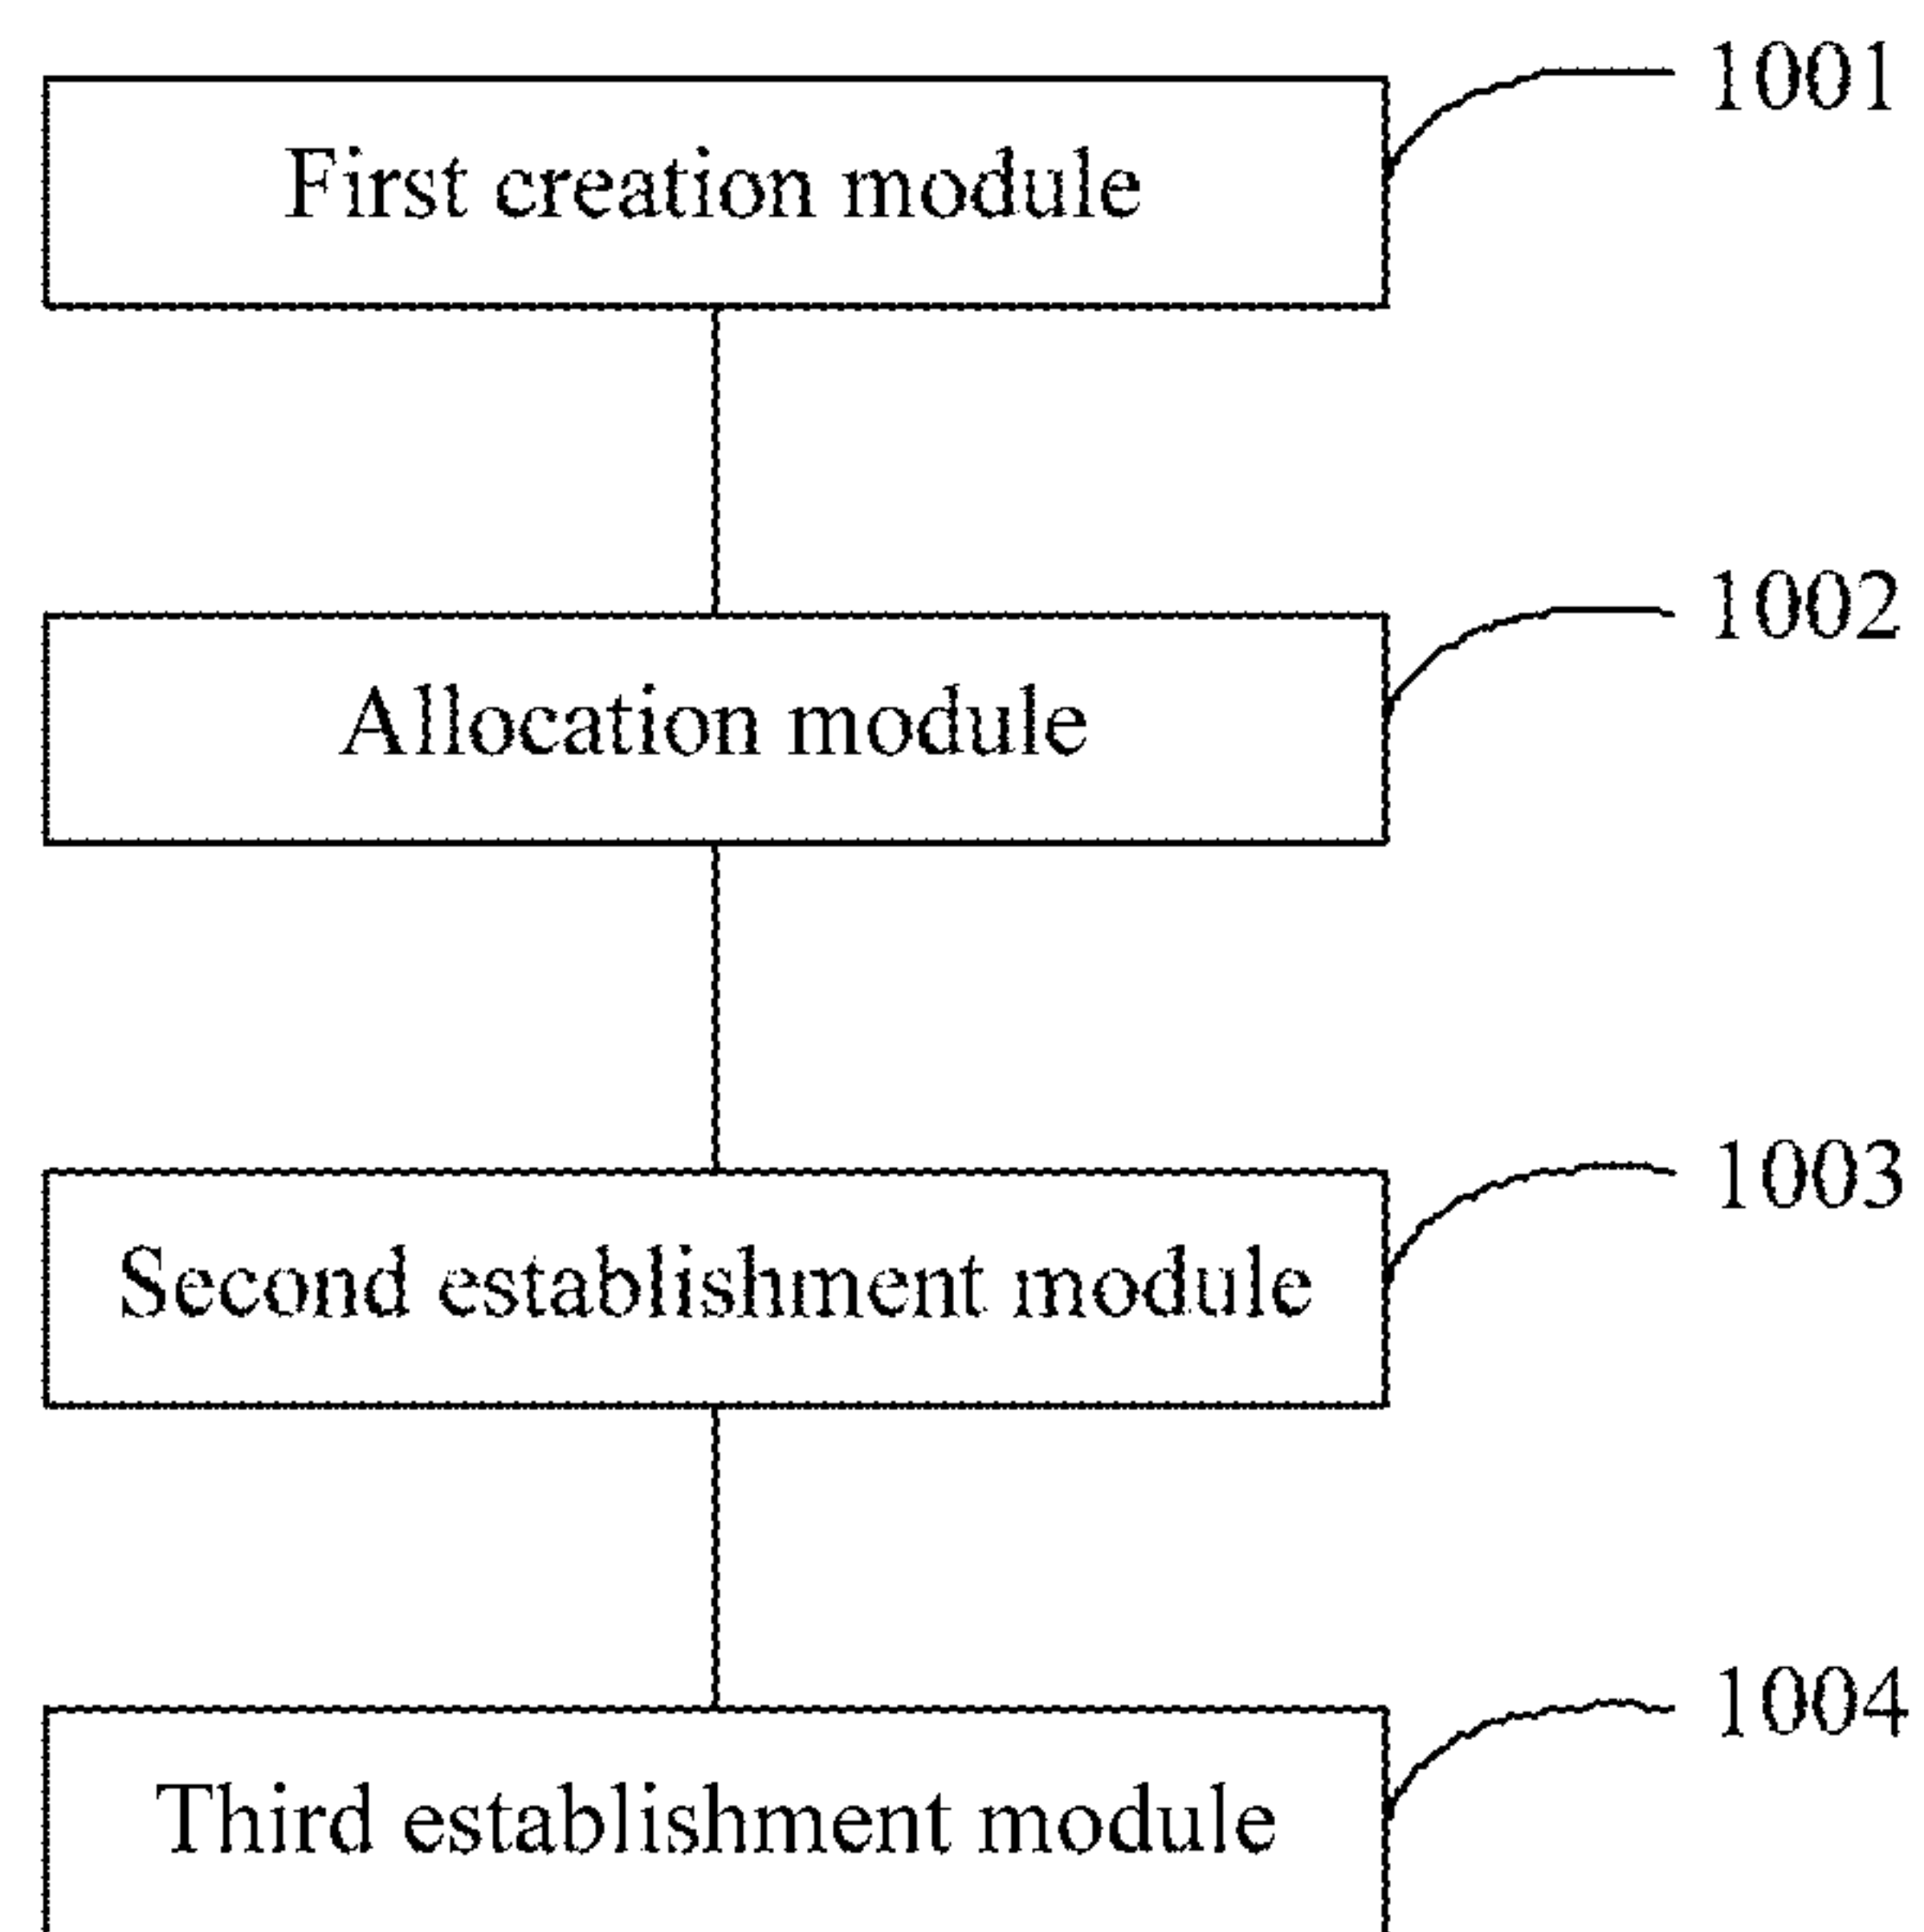 1001
First creation module
1002
Allocation module
1003
Second establishment module
1004
Third establishment module